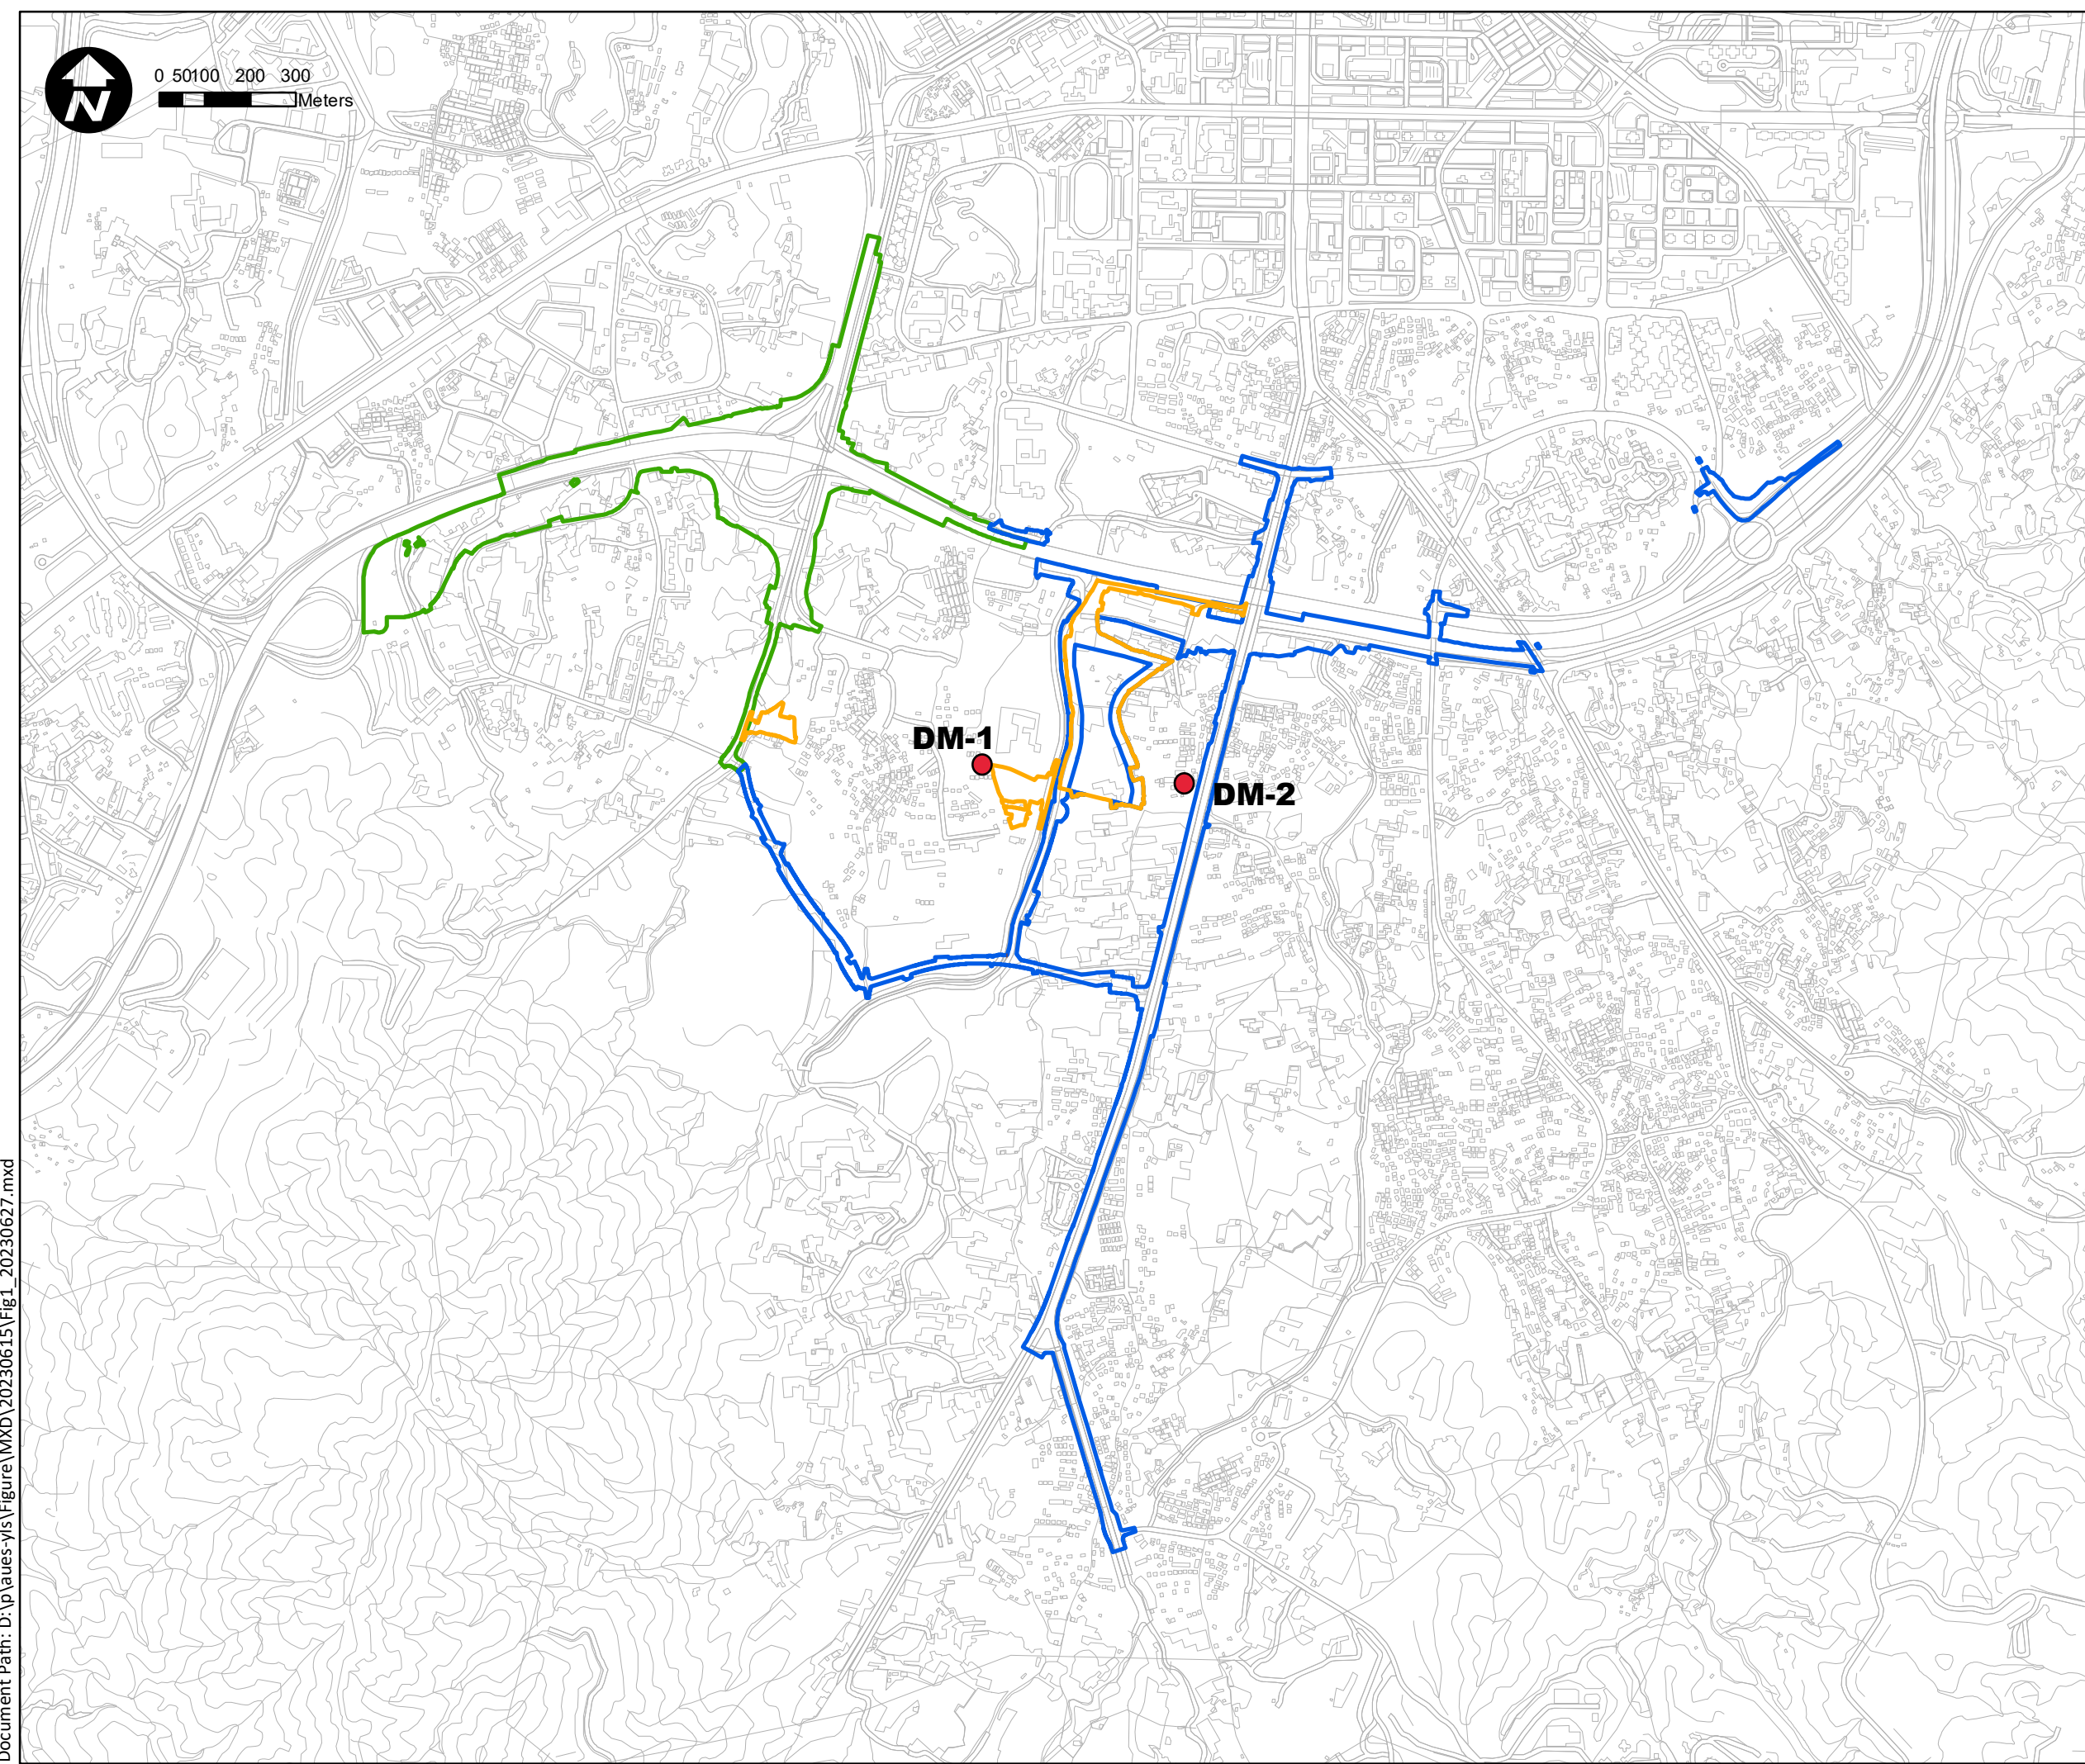 0 50100 200 300
Meters
N
DM-1
DM-2
Document Path: D:\p\aues-yls\Figure\MXD\20230615\Fig1_20230627.mxd